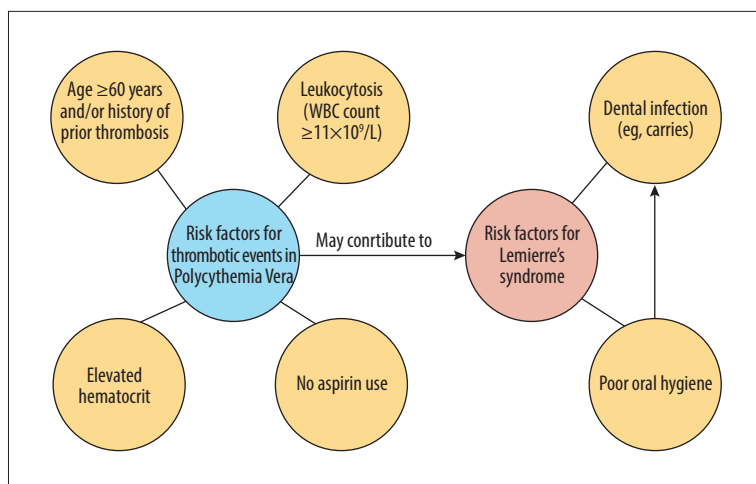 Age ≥60 years
and/or history of
prior thrombosis
Leukocytosis
(WBC count
≥11×10⁹/L)
Dental infection
(eg, carries)
Risk factors for
thrombotic events in
Polycythemia Vera
May conrtibute to
Risk factors for
Lemierre's
syndrome
Elevated
hematocrit
No aspirin use
Poor oral hygiene